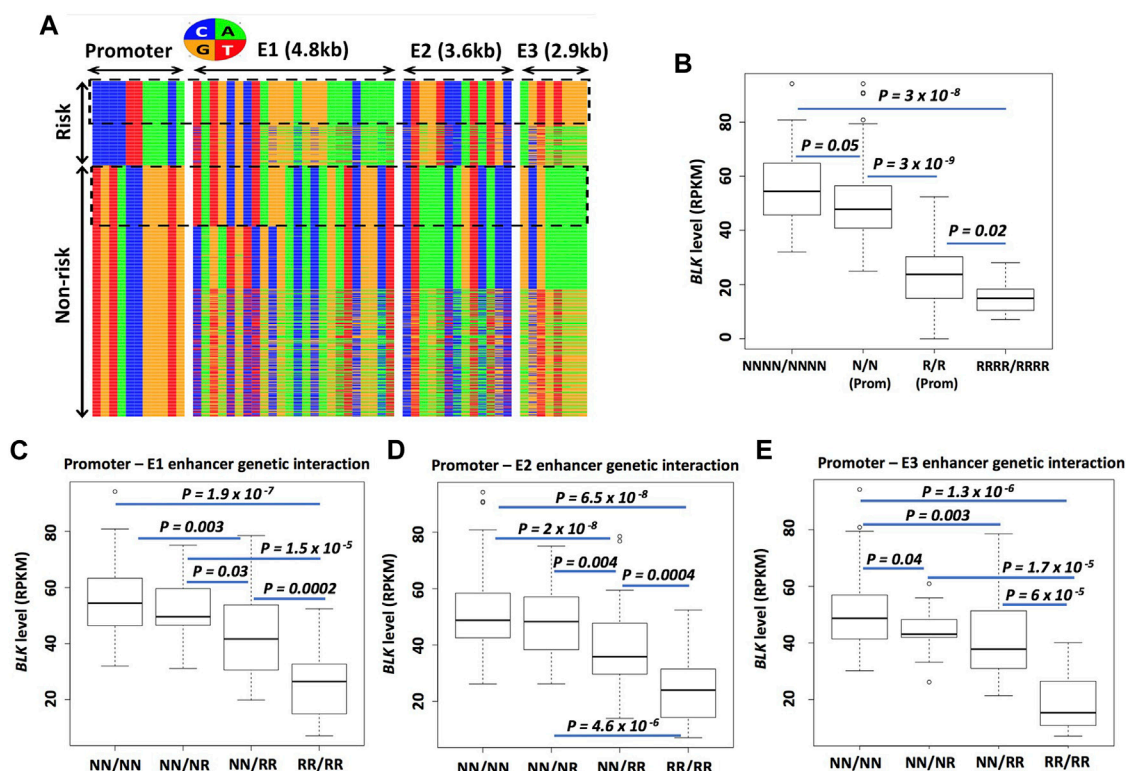 A
C A
G T
Promoter E1 (4.8kb) E2 (3.6kb) E3 (2.9kb)
Risk
Non-risk
B
BLK level (RPKM)
80
60
40
20
0
P = 3 x 10 -8
P = 0.05
P = 3 x 10 -9
P = 0.02
NNNN/NNNN N/N R/R RRRR/RRRR
(Prom) (Prom)
C
Promoter – E1 enhancer genetic interaction
BLK level (RPKM)
80
60
40
20
P = 1.9 x 10 -7
P = 0.003
P = 1.5 x 10 -5
P = 0.03
P = 0.0002
NN/NN NN/NR NN/RR RR/RR
D
Promoter – E2 enhancer genetic interaction
BLK level (RPKM)
80
60
40
20
P = 6.5 x 10 -8
P = 2 x 10 -8
P = 0.004
P = 0.0004
P = 4.6 x 10 -6
NN/NN NN/NR NN/RR RR/RR
E
Promoter – E3 enhancer genetic interaction
BLK level (RPKM)
80
60
40
20
P = 1.3 x 10 -6
P = 0.003
P = 0.04
P = 1.7 x 10 -5
P = 6 x 10 -5
NN/NN NN/NR NN/RR RR/RR